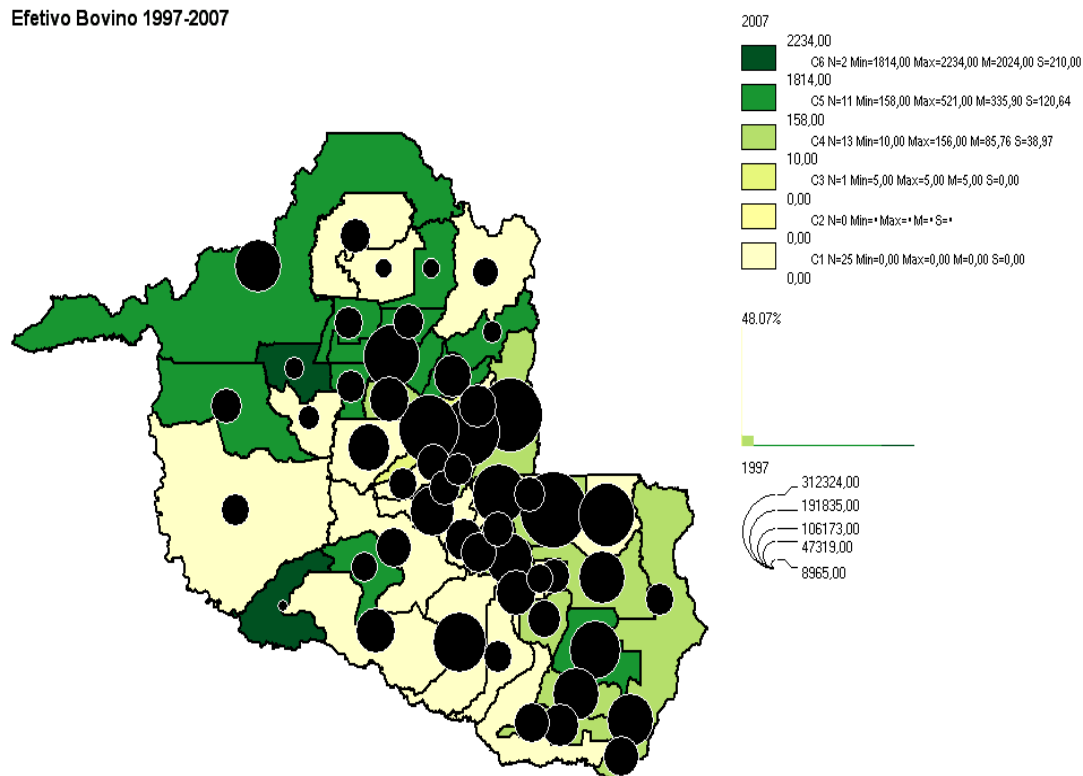 Efetivo Bovino 1997-2007
2007
2234,00
C6 N=2 Min=1814,00 Max=2234,00 M=2024,00 S=210,00
1814,00
C5 N=11 Min=158,00 Max=521,00 M=335,90 S=120,64
158,00
C4 N=13 Min=10,00 Max=156,00 M=85,76 S=38,97
10,00
C3 N=1 Min=5,00 Max=5,00 M=5,00 S=0,00
0,00
C2 N=0 Min=• Max=• M=• S=•
0,00
C1 N=25 Min=0,00 Max=0,00 M=0,00 S=0,00
0,00
48.07%
1997
312324,00
191835,00
106173,00
47319,00
8965,00